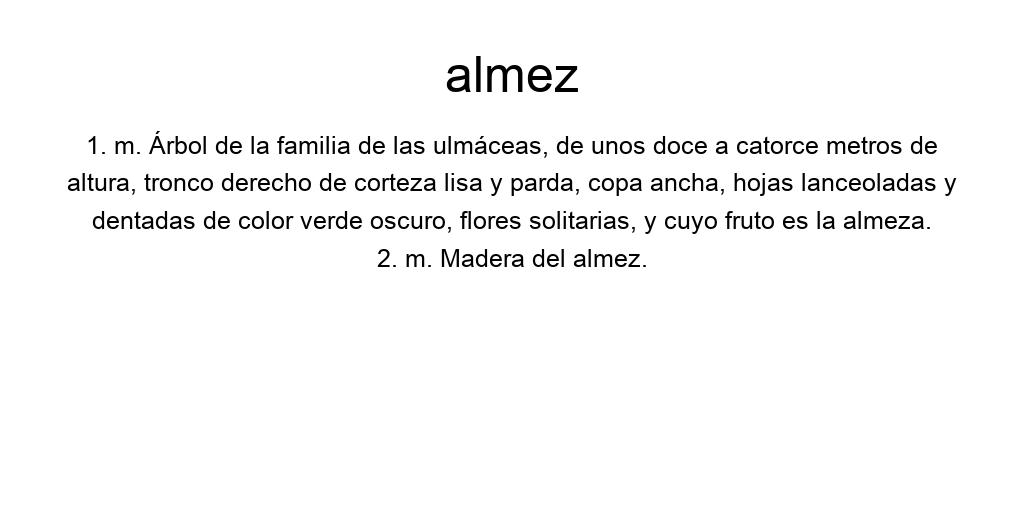 almez
1. m. Árbol de la familia de las ulmáceas, de unos doce a catorce metros de
altura, tronco derecho de corteza lisa y parda, copa ancha, hojas lanceoladas y
dentadas de color verde oscuro, flores solitarias, y cuyo fruto es la almeza.
2. m. Madera del almez.